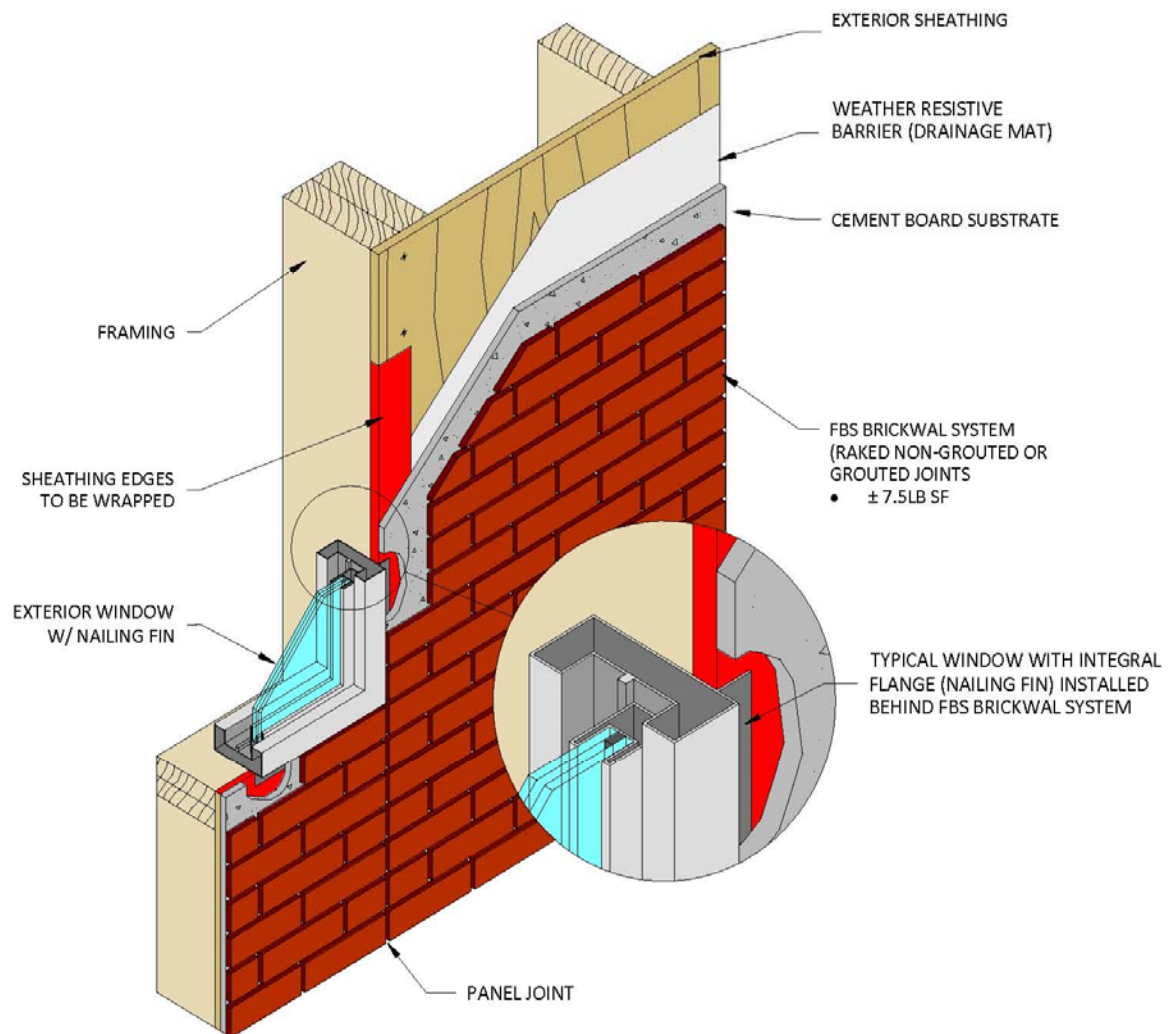 EXTERIOR SHEATHING
WEATHER RESISTIVE
BARRIER (DRAINAGE MAT)
CEMENT BOARD SUBSTRATE
FRAMING
FBS BRICKWAL SYSTEM
(RAKED NON-GROUTED OR
GROUTED JOINTS
• ± 7.5LB SF
SHEATHING EDGES
TO BE WRAPPED
EXTERIOR WINDOW
W/ NAILING FIN
TYPICAL WINDOW WITH INTEGRAL
FLANGE (NAILING FIN) INSTALLED
BEHIND FBS BRICKWAL SYSTEM
PANEL JOINT